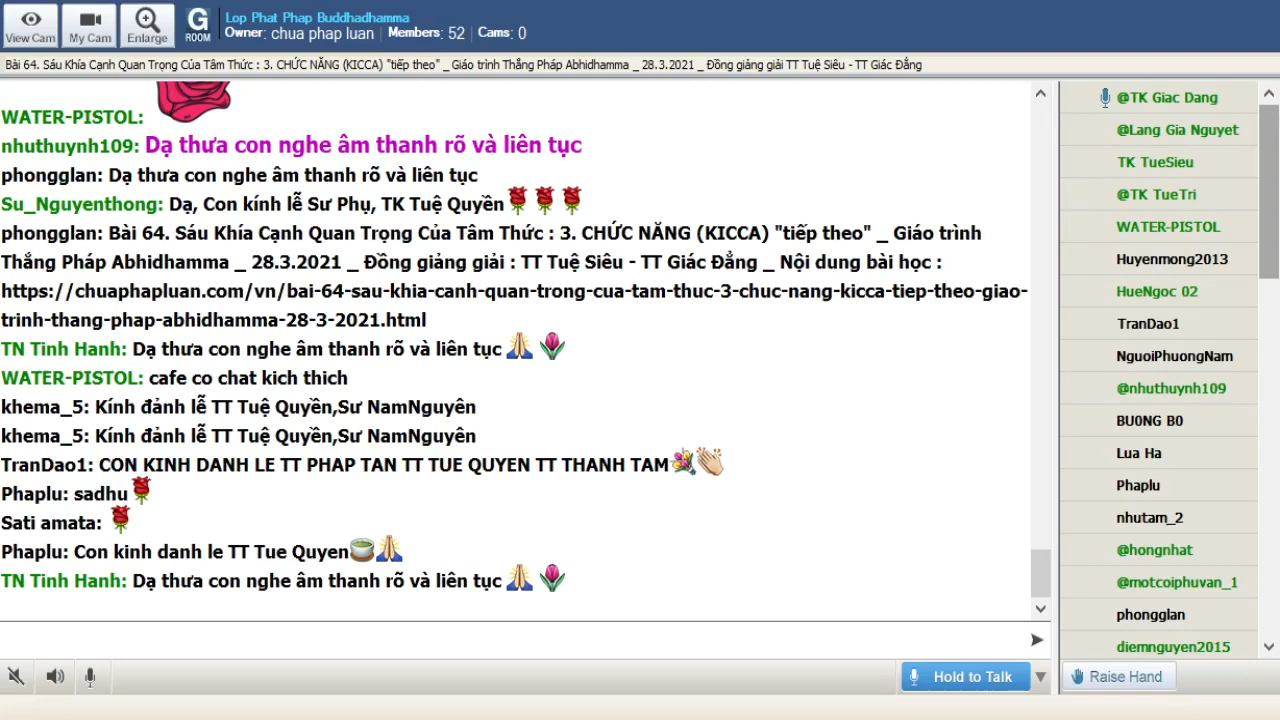 View Cam
My Cam
Enlarge
G
ROOM
Lop Phat Phap Buddhadhamma
Owner: chua phap luan | Members: 52 | Cams: 0
Bài 64. Sáu Khía Cạnh Quan Trọng Của Tâm Thức : 3. CHỨC NĂNG (KICCA) "tiếp theo" _ Giáo trình Thắng Pháp Abhidhamma _ 28.3.2021 _ Đồng giảng giải TT Tuệ Siêu - TT Giác Đẳng
WATER-PISTOL:
nhuthuynh109: Dạ thưa con nghe âm thanh rõ và liên tục
phongglan: Dạ thưa con nghe âm thanh rõ và liên tục
Su_Nguyenthong: Dạ, Con kính lễ Sư Phụ, TK Tuệ Quyền
phongglan: Bài 64. Sáu Khía Cạnh Quan Trọng Của Tâm Thức : 3. CHỨC NĂNG (KICCA) "tiếp theo" _ Giáo trình
Thắng Pháp Abhidhamma _ 28.3.2021 _ Đồng giảng giải : TT Tuệ Siêu - TT Giác Đẳng _ Nội dung bài học :
https://chuaphapluan.com/vn/bai-64-sau-khia-canh-quan-trong-cua-tam-thuc-3-chuc-nang-kicca-tiep-theo-giao-
trinh-thang-phap-abhidhamma-28-3-2021.html
TN Tinh Hanh: Dạ thưa con nghe âm thanh rõ và liên tục
WATER-PISTOL: cafe co chat kich thich
khema_5: Kính đảnh lễ TT Tuệ Quyền,Sư NamNguyên
khema_5: Kính đảnh lễ TT Tuệ Quyền,Sư NamNguyên
TranDao1: CON KINH DANH LE TT PHAP TAN TT TUE QUYEN TT THANH TAM
Phaplu: sadhu
Sati amata:
Phaplu: Con kinh danh le TT Tue Quyen
TN Tinh Hanh: Dạ thưa con nghe âm thanh rõ và liên tục
@TK Giac Dang
@Lang Gia Nguyet
TK TueSieu
@TK TueTri
WATER-PISTOL
Huyenmong2013
HueNgoc 02
TranDao1
NguoiPhuongNam
@nhuthuynh109
BU0NG B0
Lua Ha
Phaplu
nhutam_2
@hongnhat
@motcoiphuvan_1
phongglan
diemnguyen2015
Hold to Talk
Raise Hand